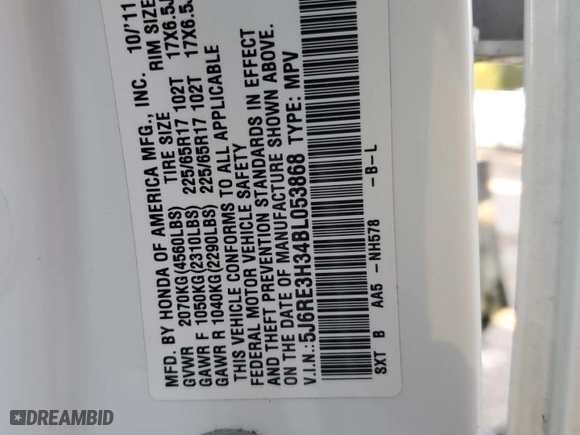 MFD. BY HONDA OF AMERICA MFG., INC. 10/'11
TIRE SIZE RIM SIZE
GVWR 2070KG(4560LBS) 225/65R17 102T 17X6.5J
GAWR F 1050KG(2310LBS) 225/65R17 102T 17X6.5J
GAWR R 1040KG(2290LBS)
THIS VEHICLE CONFORMS TO ALL APPLICABLE
FEDERAL MOTOR VEHICLE SAFETY
AND THEFT PREVENTION STANDARDS IN EFFECT
ON THE DATE OF MANUFACTURE SHOWN ABOVE.
V.I.N.:5J6RE3H34BL053868 TYPE: MPV
SXT B AA5 -NH578 -B-L
DREAMBID